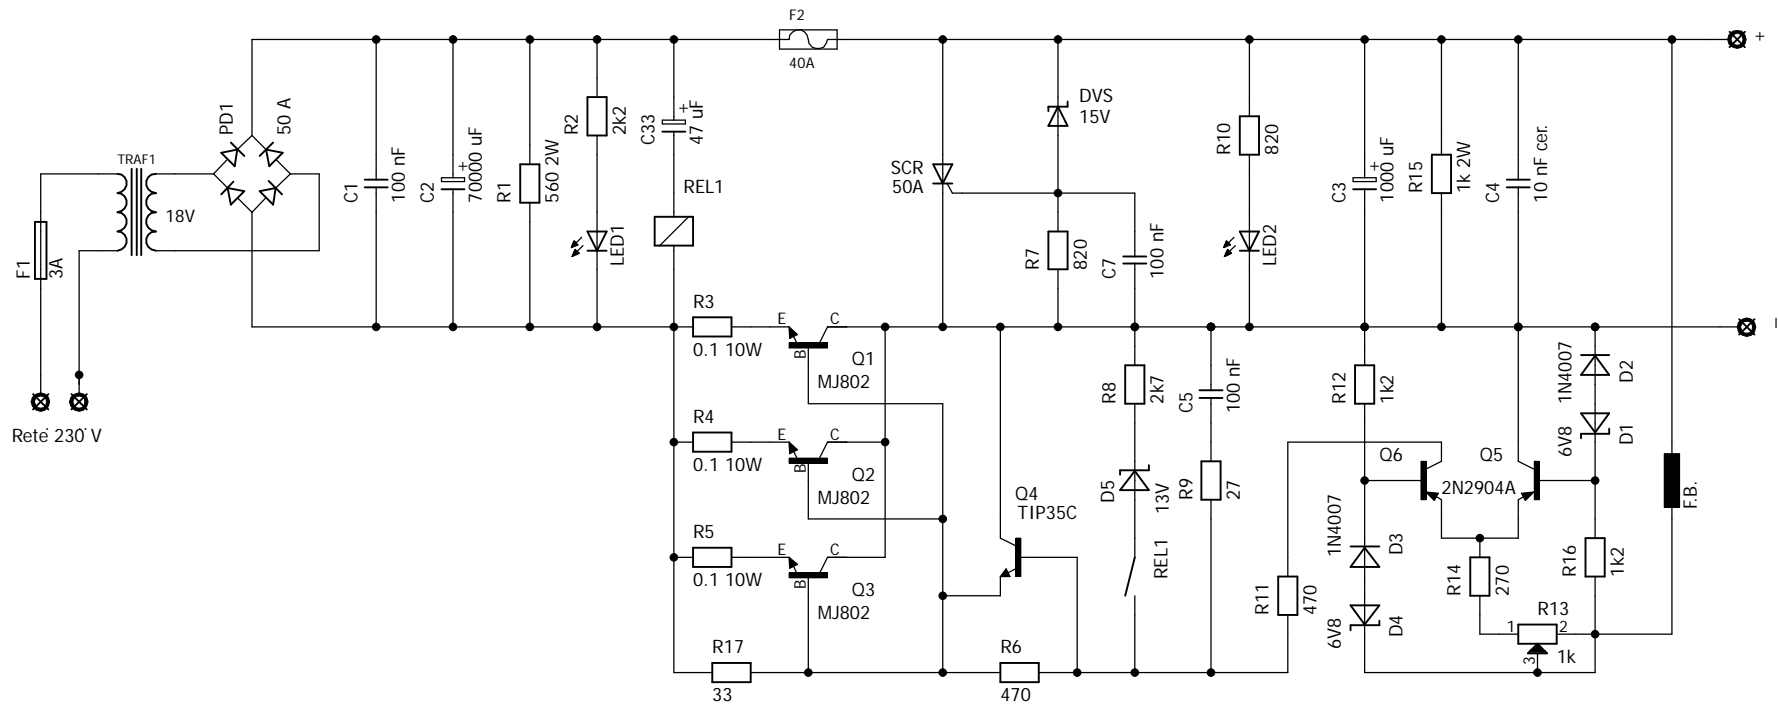 F2
40A
+
PD1
50 A
TRAF1
18V
F1
3A
Rete 230 V
C1
100 nF
C2
+
70000 uF
R1
560 2W
R2
2k2
LED1
C33
+
47 uF
REL1
SCR
50A
DVS
15V
R7
820
C7
100 nF
R10
820
LED2
C3
+
1000 uF
R15
1k 2W
C4
10 nF cer.
R3
0.1 10W
E
C
B
Q1
MJ802
R4
0.1 10W
E
C
B
Q2
MJ802
R5
0.1 10W
E
C
B
Q3
MJ802
R17
33
R6
470
Q4
TIP35C
R8
2k7
D5
13V
REL1
C5
100 nF
R9
27
R11
470
R12
1k2
Q6
Q5
2N2904A
1N4007
D3
6V8
D4
1N4007
D2
6V8
D1
R14
270
R16
1k2
R13
1
2
3
1k
F.B.